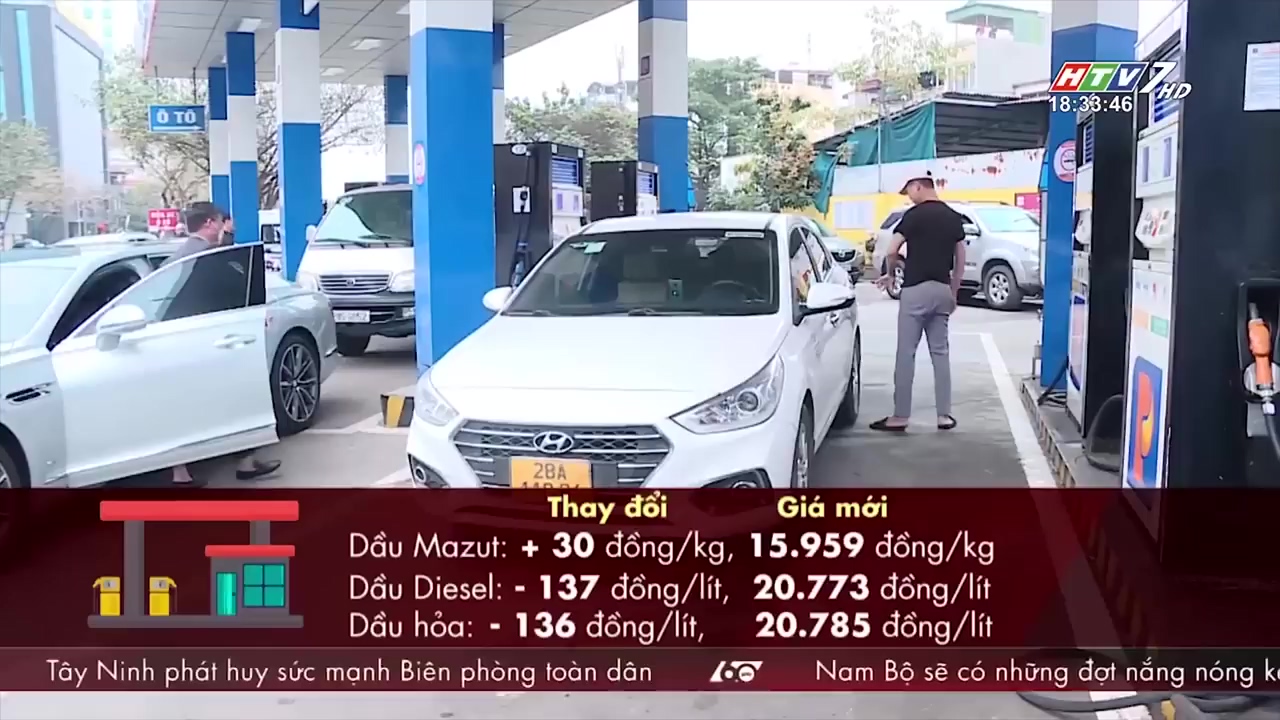 HTV7
HD
18:33:46
Ô TÔ
28A
Thay đổi Giá mới
Dầu Mazut: + 30 đồng/kg, 15.959 đồng/kg
Dầu Diesel: - 137 đồng/lít, 20.773 đồng/lít
Dầu hỏa: - 136 đồng/lít, 20.785 đồng/lít
Tây Ninh phát huy sức mạnh Biên phòng toàn dân 60 Nam Bộ sẽ có những đợt nắng nóng k